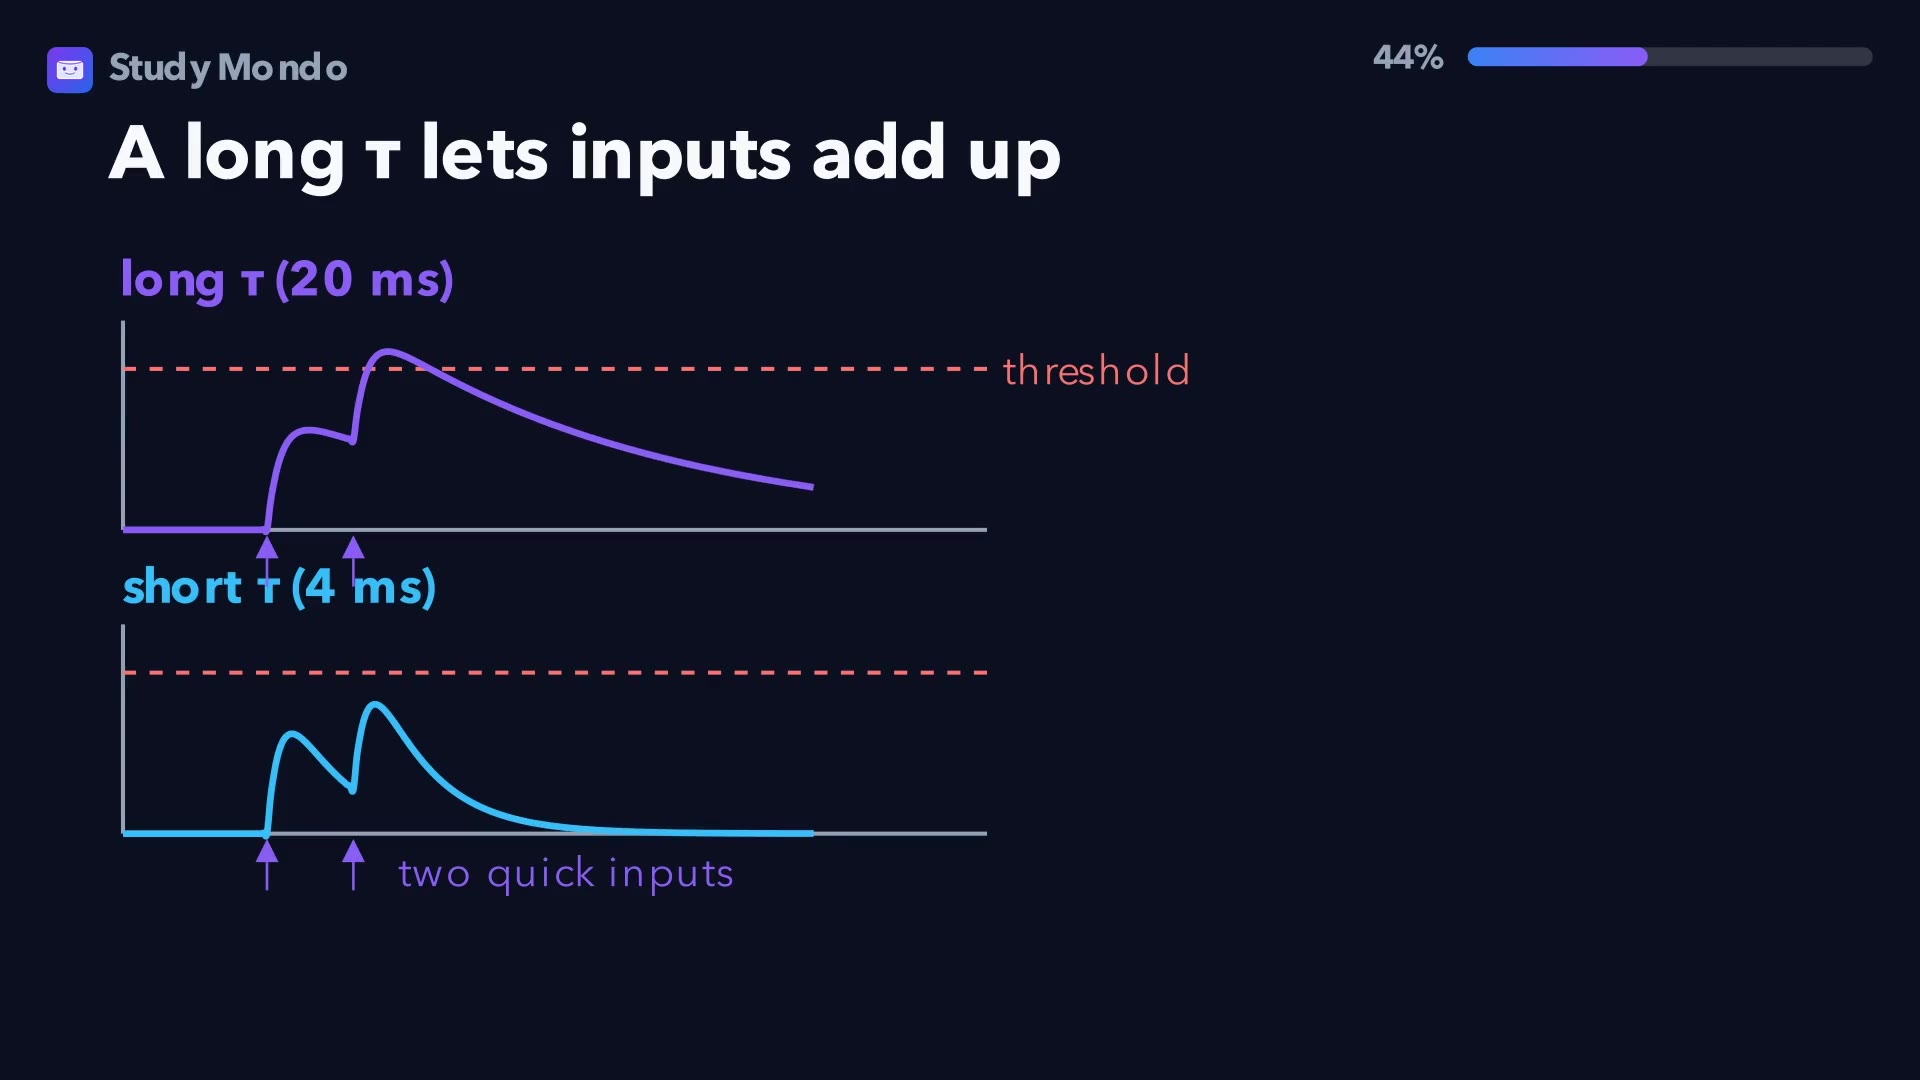 Study Mondo
44%
A long τ lets inputs add up
long τ (20 ms)
threshold
short τ (4 ms)
two quick inputs